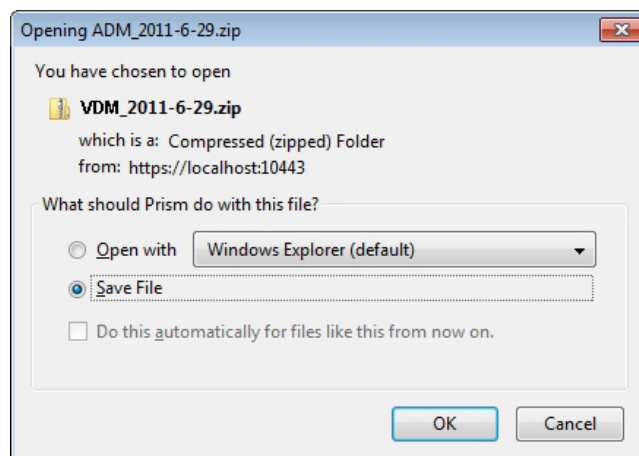 Opening ADM_2011-6-29.zip
You have chosen to open
VDM_2011-6-29.zip
which is a: Compressed (zipped) Folder
from: https://localhost:10443
What should Prism do with this file?
Open with Windows Explorer (default)
Save File
Do this automatically for files like this from now on.
OK Cancel